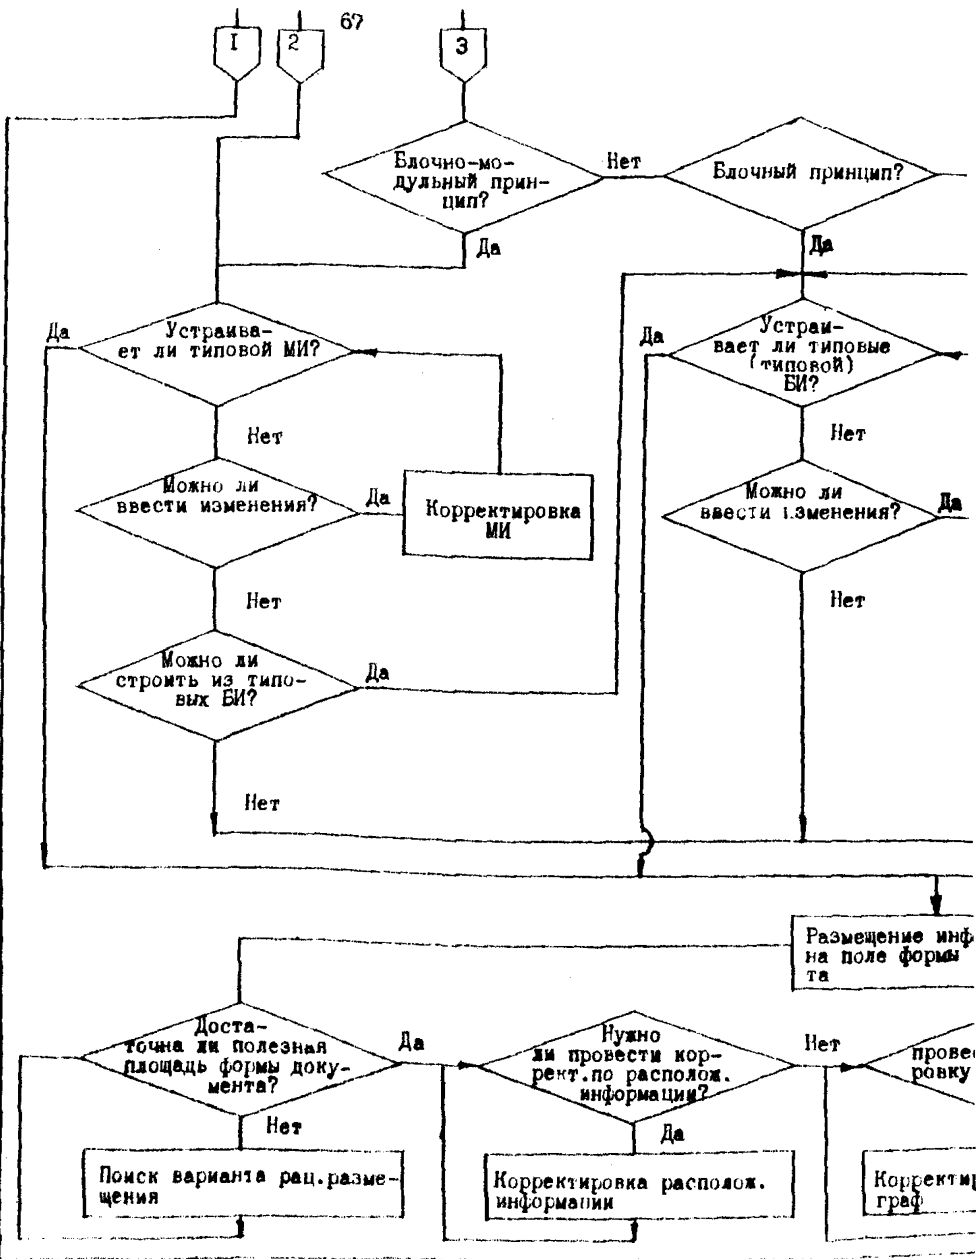 67
I
2
3
Блочно-мо-
дульный прин-
цип?
Нет
Блочный принцип?
Да
Да
Да
Устраива-
ет ли типовой МИ?
Да
Устраи-
вает ли типовые
(типовой)
БИ?
Нет
Нет
Можно ли
ввести изменения?
Да
Корректировка
МИ
Можно ли
ввести изменения?
Да
Нет
Нет
Можно ли
строить из типо-
вых БИ?
Да
Нет
Размещение инф
на поле формы
та
Доста-
точна ли полезная
площадь формы доку-
мента?
Да
Нужно
ли провести кор-
рект.по располож.
информации?
Нет
провес
ровку
Нет
Да
Поиск варианта рац.разме-
щения
Корректировка располож.
информации
Корректир
граф